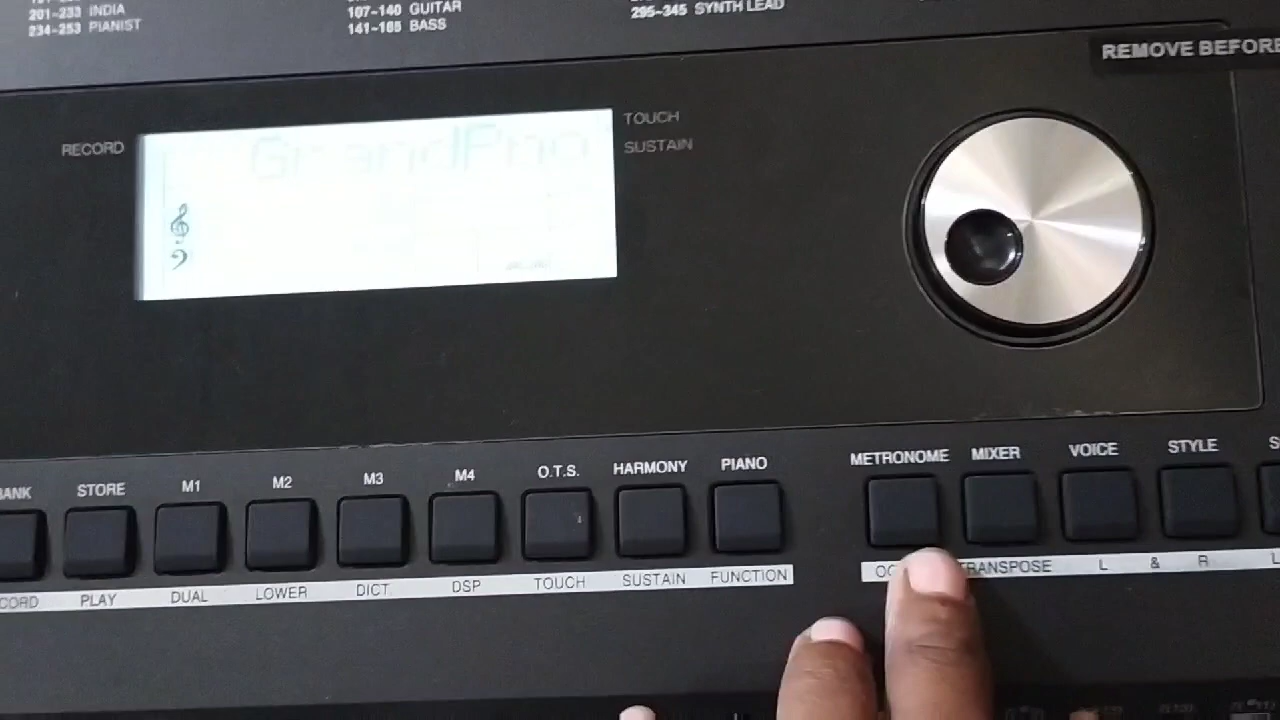 201-233 INDIA
234-253 PIANIST
107-140 GUITAR
141-165 BASS
295-345 SYNTH LEAD
REMOVE BEFORE
RECORD
TOUCH
SUSTAIN
GrandPno
STORE
M1
M2
M3
M4
O.T.S.
HARMONY
PIANO
METRONOME
MIXER
VOICE
STYLE
PLAY
DUAL
LOWER
DICT
DSP
TOUCH
SUSTAIN
FUNCTION
TRANSPOSE
L & R